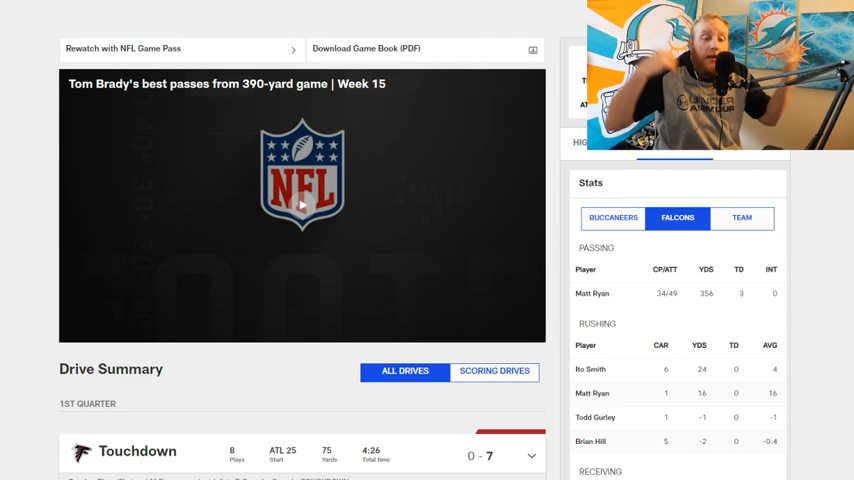 Rewatch with NFL Game Pass
Download Game Book (PDF)
Tom Brady's best passes from 390-yard game | Week 15
NFL
UNDER ARMOUR
Stats
BUCCANEERS FALCONS TEAM
PASSING
Player CP/ATT YDS TD INT
Matt Ryan 34/49 356 3 0
RUSHING
Player CAR YDS TD AVG
Ito Smith 6 24 0 4
Matt Ryan 1 16 0 16
Todd Gurley 1 -1 0 -1
Brian Hill 5 -2 0 -0.4
RECEIVING
Drive Summary
ALL DRIVES SCORING DRIVES
1ST QUARTER
Touchdown
8 ATL 25 75 4:26
Plays Start Yards Total time
0 - 7